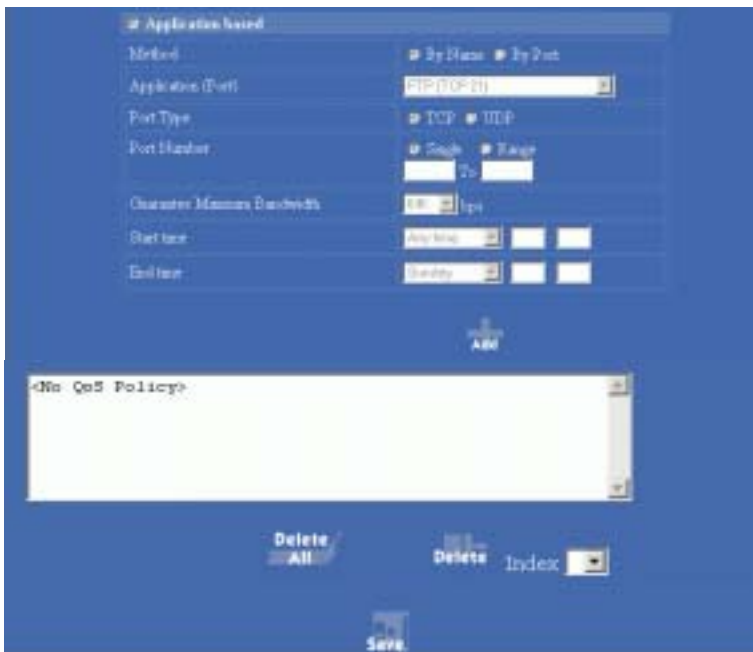 Application based
Method By Name By Port
Application (Port) FTP (TCP 21)
Port Type TCP UDP
Port Number Single Range
To
Guarantee Minimum Bandwidth bps
Start time Any time
End time Sunday
Add
<No QoS Policy>
Delete All
Delete Index
Save